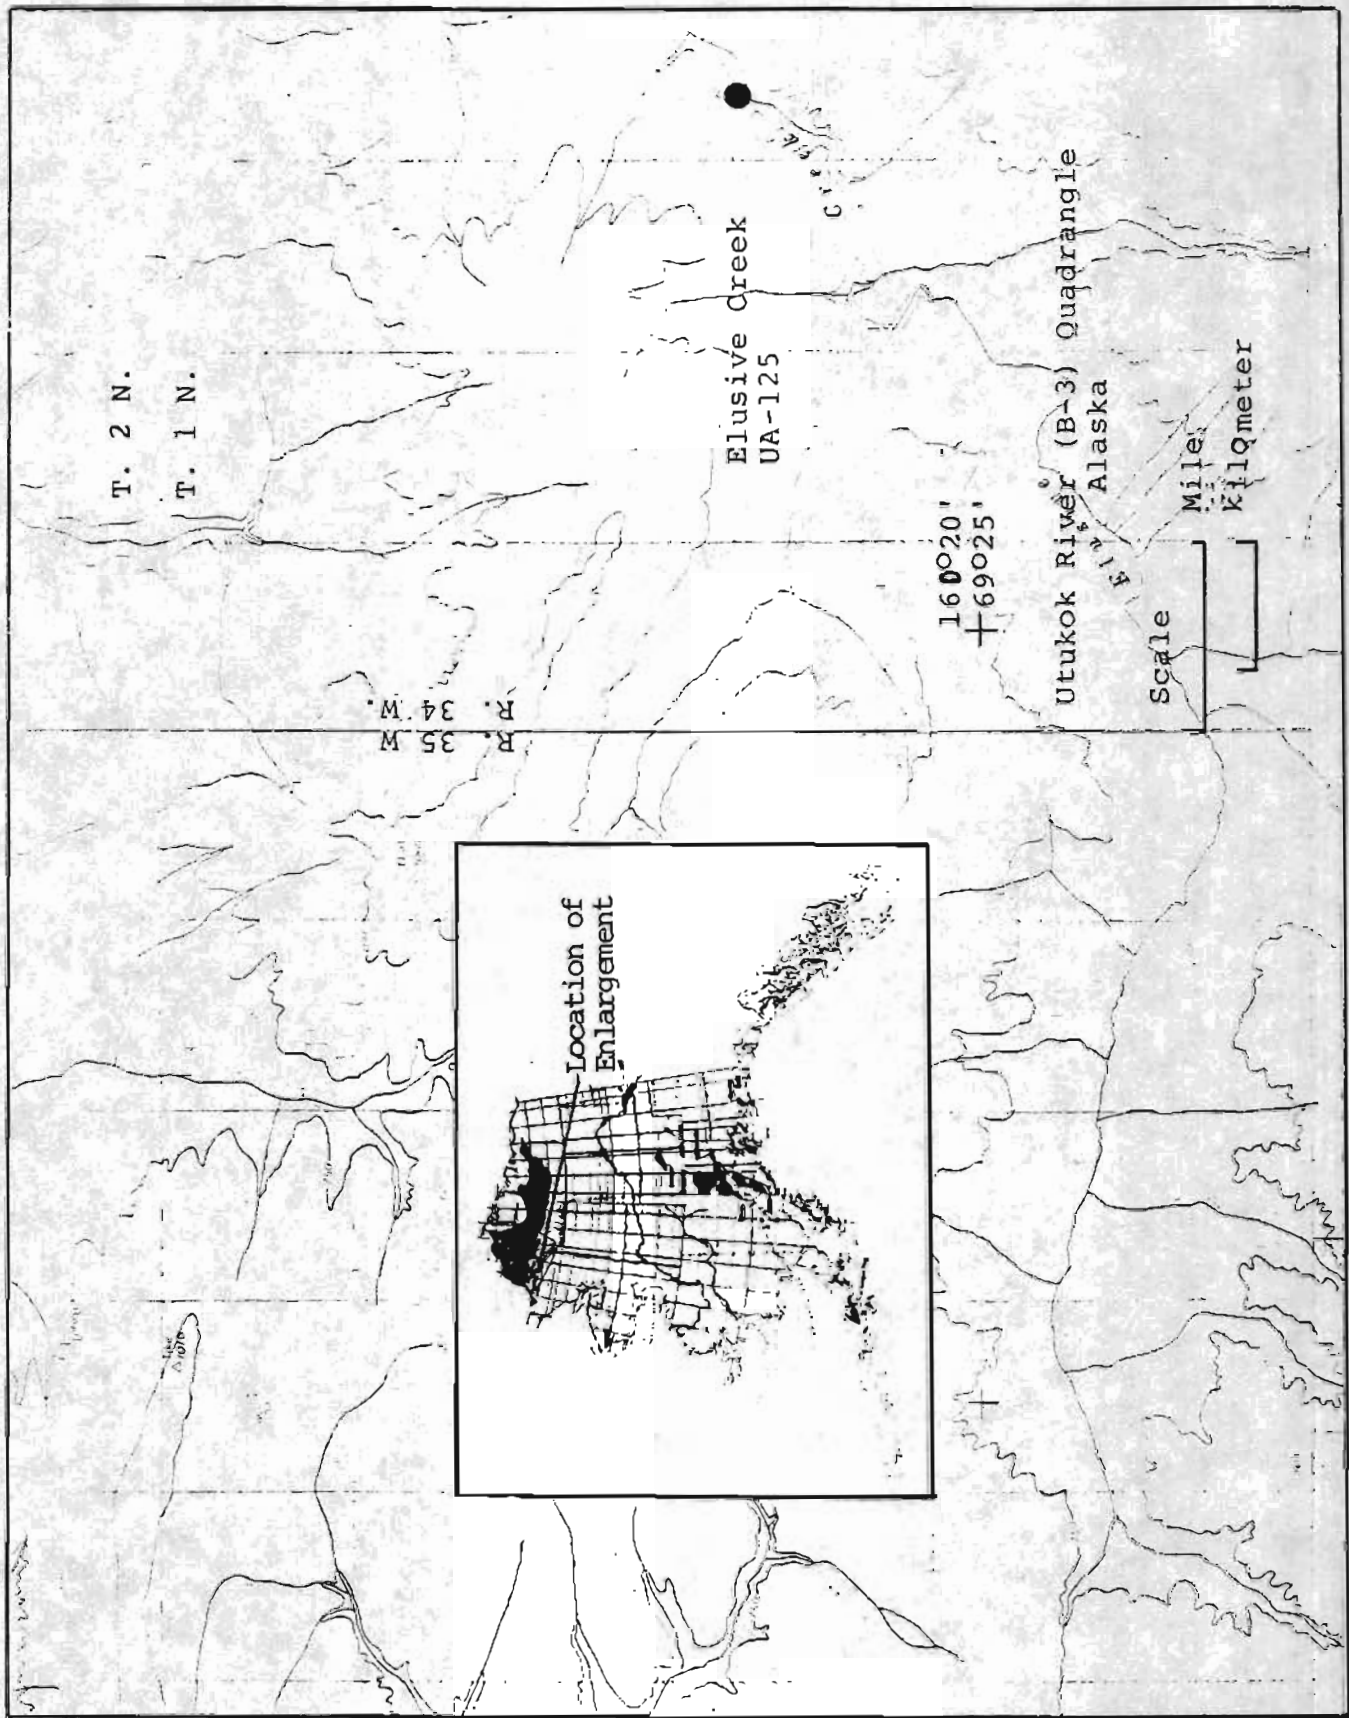 T. 2 N.
T. 1 N.
R. 35 W
R. 34 W.
Elusive Creek
UA-125
160°20'
69°25'
Utukok River (B-3) Quadrangle
Alaska
Scale
Mile
Kilometer
Location of
Enlargement